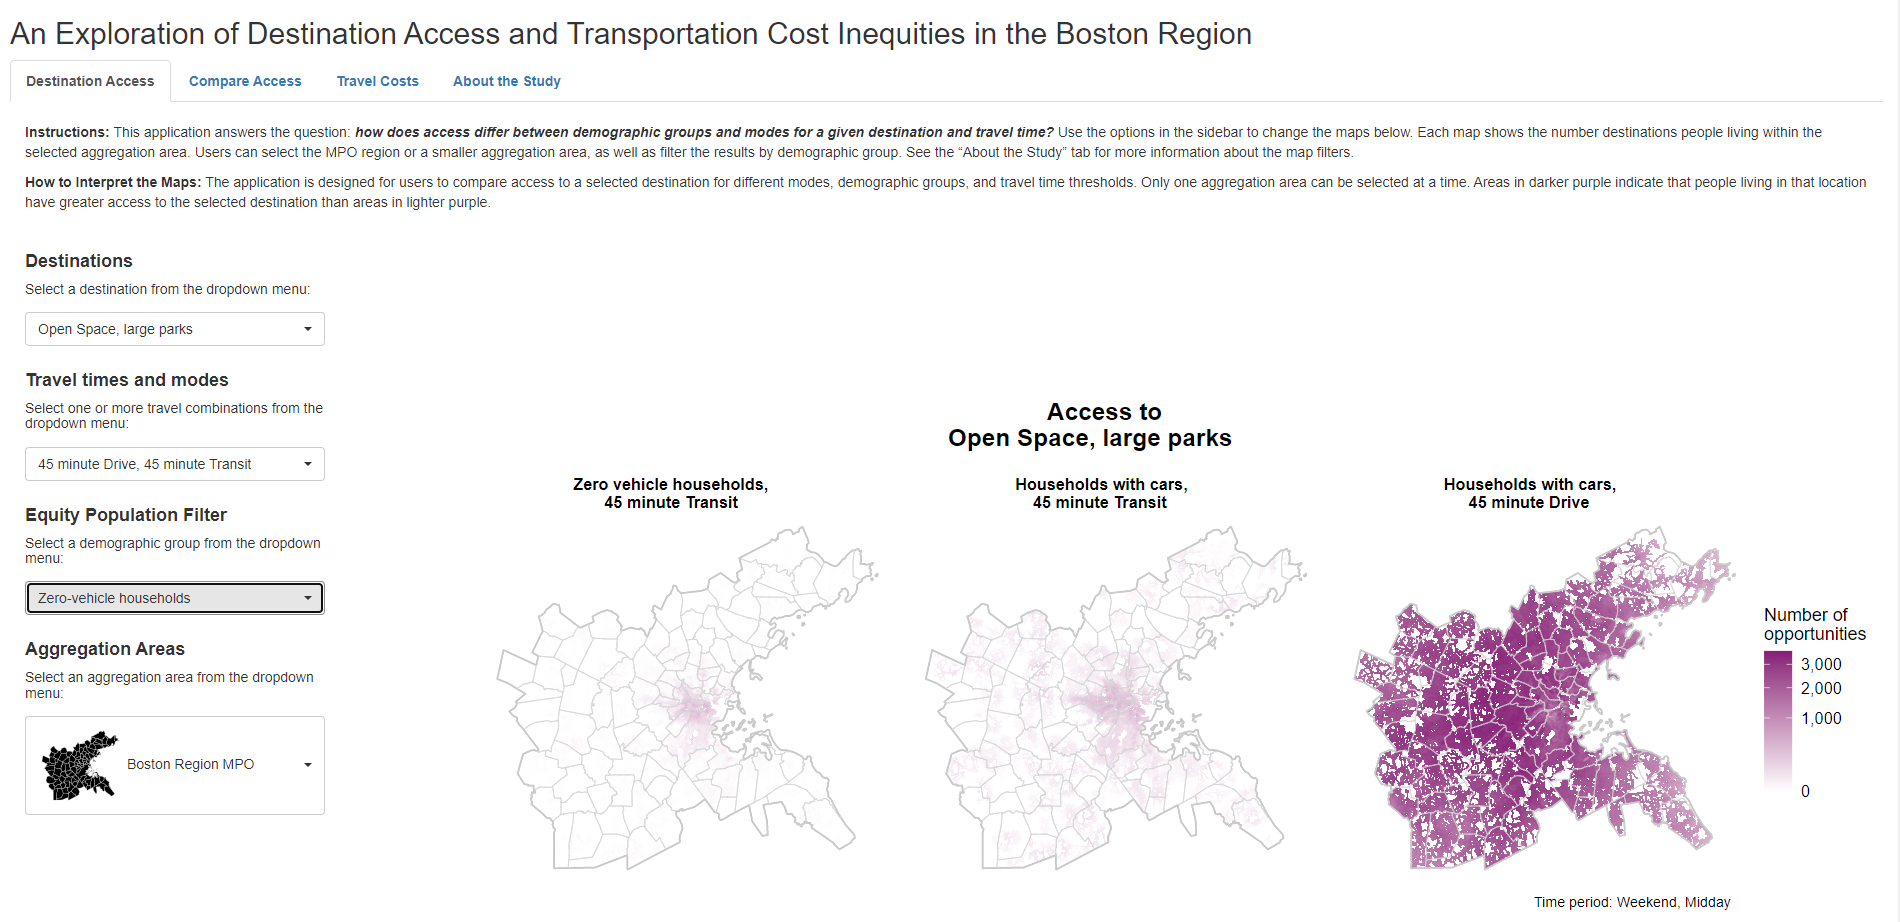 An Exploration of Destination Access and Transportation Cost Inequities in the Boston Region
Destination Access
Compare Access
Travel Costs
About the Study
Instructions: This application answers the question: how does access differ between demographic groups and modes for a given destination and travel time? Use the options in the sidebar to change the maps below. Each map shows the number destinations people living within the
selected aggregation area. Users can select the MPO region or a smaller aggregation area, as well as filter the results by demographic group. See the “About the Study” tab for more information about the map filters.
How to Interpret the Maps: The application is designed for users to compare access to a selected destination for different modes, demographic groups, and travel time thresholds. Only one aggregation area can be selected at a time. Areas in darker purple indicate that people living in that location
have greater access to the selected destination than areas in lighter purple.
Destinations
Select a destination from the dropdown menu:
Open Space, large parks
Travel times and modes
Select one or more travel combinations from the
dropdown menu:
45 minute Drive, 45 minute Transit
Equity Population Filter
Select a demographic group from the dropdown
menu:
Zero-vehicle households
Aggregation Areas
Select an aggregation area from the dropdown
menu:
Boston Region MPO
Access to
Open Space, large parks
Zero vehicle households,
45 minute Transit
Households with cars,
45 minute Transit
Households with cars,
45 minute Drive
Number of
opportunities
3,000
2,000
1,000
0
Time period: Weekend, Midday